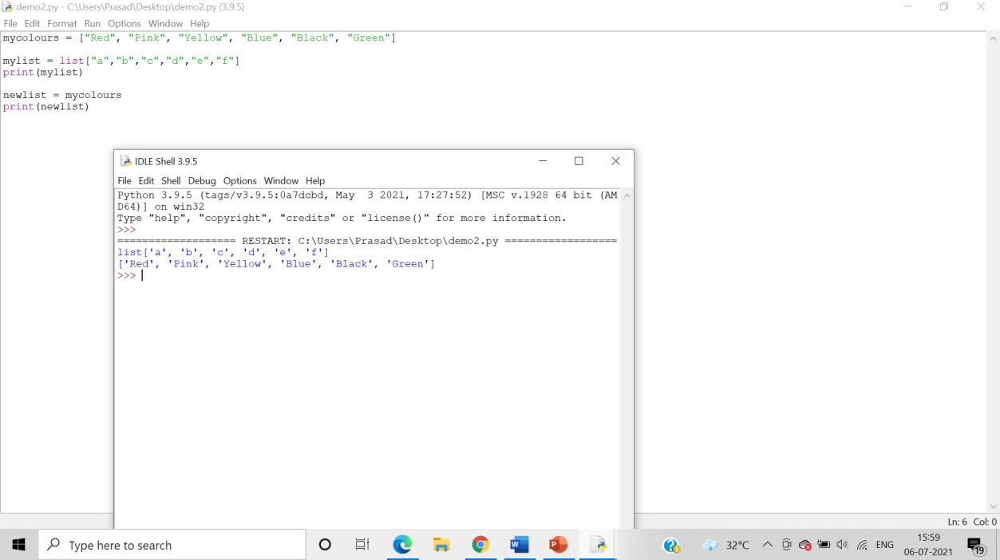 demo2.py - C:\Users\Prasad\Desktop\demo2.py (3.9.5)
File Edit Format Run Options Window Help
mycolours = ["Red", "Pink", "Yellow", "Blue", "Black", "Green"]
mylist = list["a","b","c","d","e","f"]
print(mylist)
newlist = mycolours
print(newlist)
IDLE Shell 3.9.5
File Edit Shell Debug Options Window Help
Python 3.9.5 (tags/v3.9.5:0a7dcbd, May  3 2021, 17:27:52) [MSC v.1928 64 bit (AM
D64)] on win32
Type "help", "copyright", "credits" or "license()" for more information.
>>>
=================== RESTART: C:\Users\Prasad\Desktop\demo2.py ==================
list['a', 'b', 'c', 'd', 'e', 'f']
['Red', 'Pink', 'Yellow', 'Blue', 'Black', 'Green']
>>>
Ln: 6 Col: 0
Type here to search
32°C
ENG
15:59
06-07-2021
19